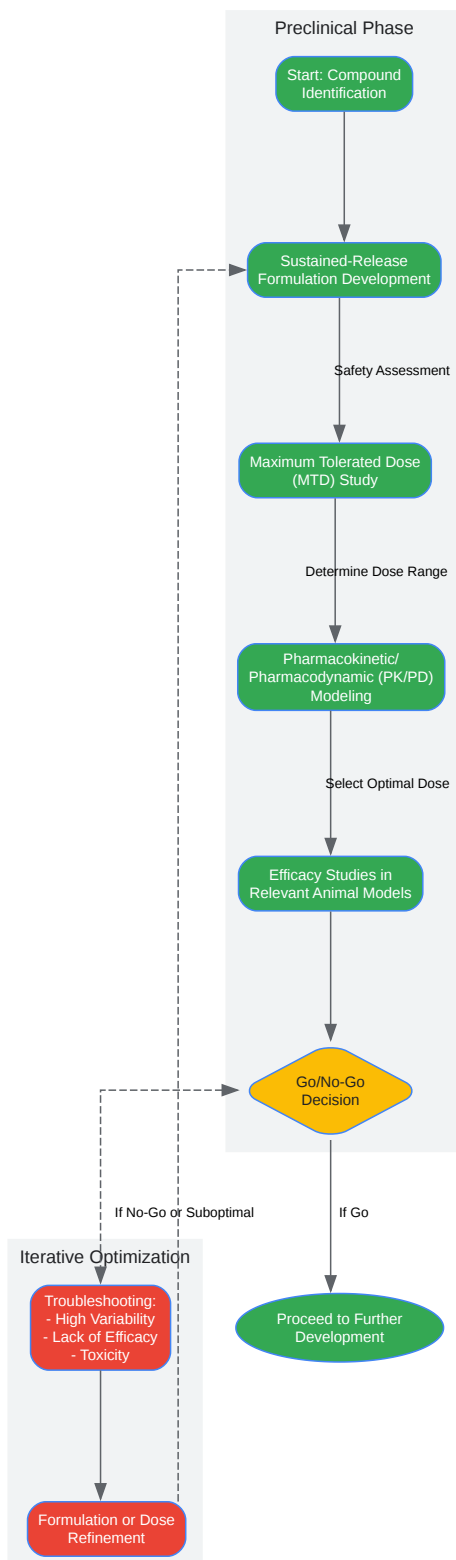 Preclinical Phase
Start: Compound
Identification
Sustained-Release
Formulation Development
Safety Assessment
Maximum Tolerated Dose
(MTD) Study
Determine Dose Range
Pharmacokinetic/
Pharmacodynamic (PK/PD)
Modeling
Select Optimal Dose
Efficacy Studies in
Relevant Animal Models
Go/No-Go
Decision
If No-Go or Suboptimal
If Go
Iterative Optimization
Troubleshooting:
- High Variability
- Lack of Efficacy
- Toxicity
Proceed to Further
Development
Formulation or Dose
Refinement